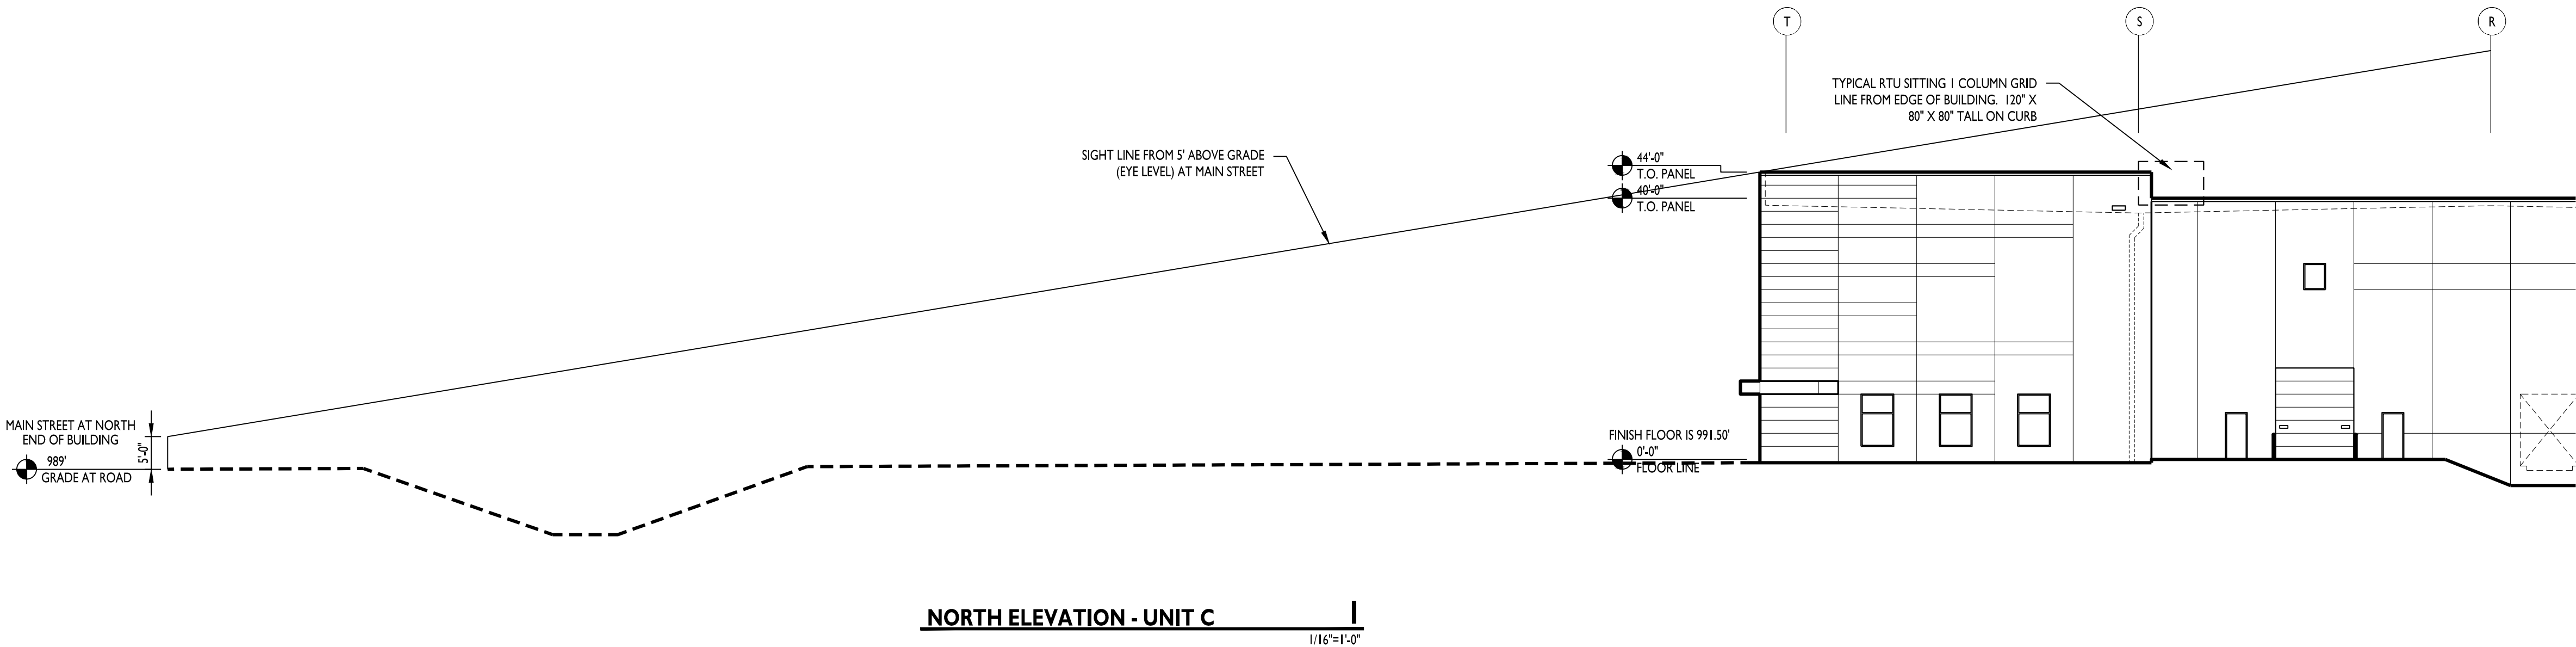 T
S
R
TYPICAL RTU SITTING 1 COLUMN GRID
LINE FROM EDGE OF BUILDING. 120" X
80" X 80" TALL ON CURB
SIGHT LINE FROM 5' ABOVE GRADE
(EYE LEVEL) AT MAIN STREET
44'-0"
T.O. PANEL
40'-0"
T.O. PANEL
MAIN STREET AT NORTH
END OF BUILDING
5'-0"
989'
GRADE AT ROAD
FINISH FLOOR IS 991.50'
0'-0"
FLOOR LINE
NORTH ELEVATION - UNIT C
1
1/16"=1'-0"